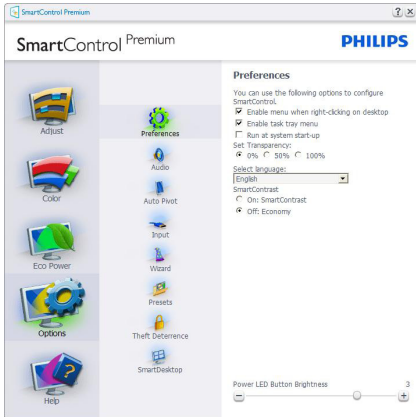 SmartControl Premium
SmartControl Premium
PHILIPS
Adjust
Color
Eco Power
Options
Help
Preferences
Audio
Auto Pivot
Input
Wizard
Presets
Theft Deterrence
SmartDesktop
Preferences
You can use the following options to configure
SmartControl.
Enable menu when right-clicking on desktop
Enable task tray menu
Run at system start-up
Set Transparency:
0% 50% 100%
Select language:
English
SmartContrast
On: SmartContrast
Off: Economy
Power LED Button Brightness 3